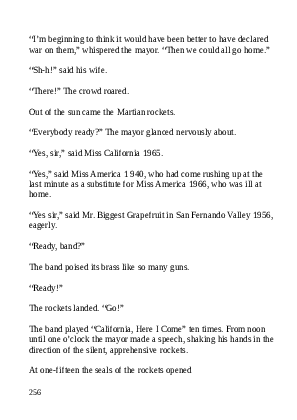 “I’m beginning to think it would have been better to have declared
war on them,” whispered the mayor. “Then we could all go home.”
“Sh-h!” said his wife.
“There!” The crowd roared.
Out of the sun came the Martian rockets.
“Everybody ready?” The mayor glanced nervously about.
“Yes, sir,” said Miss California 1965.
“Yes,” said Miss America 1 940, who had come rushing up at the
last minute as a substitute for Miss America 1966, who was ill at
home.
“Yes sir,” said Mr. Biggest Grapefruit in San Fernando Valley 1956,
eagerly.
“Ready, band?”
The band poised its brass like so many guns.
“Ready!”
The rockets landed. “Go!”
The band played “California, Here I Come” ten times. From noon
until one o’clock the mayor made a speech, shaking his hands in the
direction of the silent, apprehensive rockets.
At one-fifteen the seals of the rockets opened
256